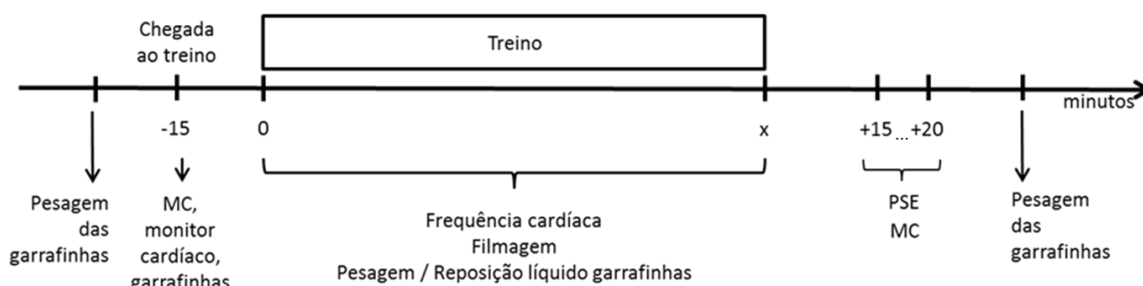 Chegada
ao treino
Treino
minutos
-15
0
x
+15 ... +20
Pesagem
das
garrafinhas
MC,
monitor
cardíaco,
garrafinhas
Frequência cardíaca
Filmagem
Pesagem / Reposição líquido garrafinhas
PSE
MC
Pesagem
das
garrafinhas